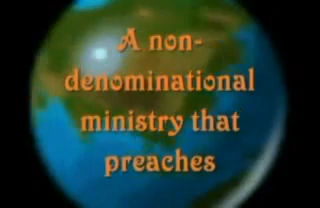 A non-
denominational
ministry that
preaches